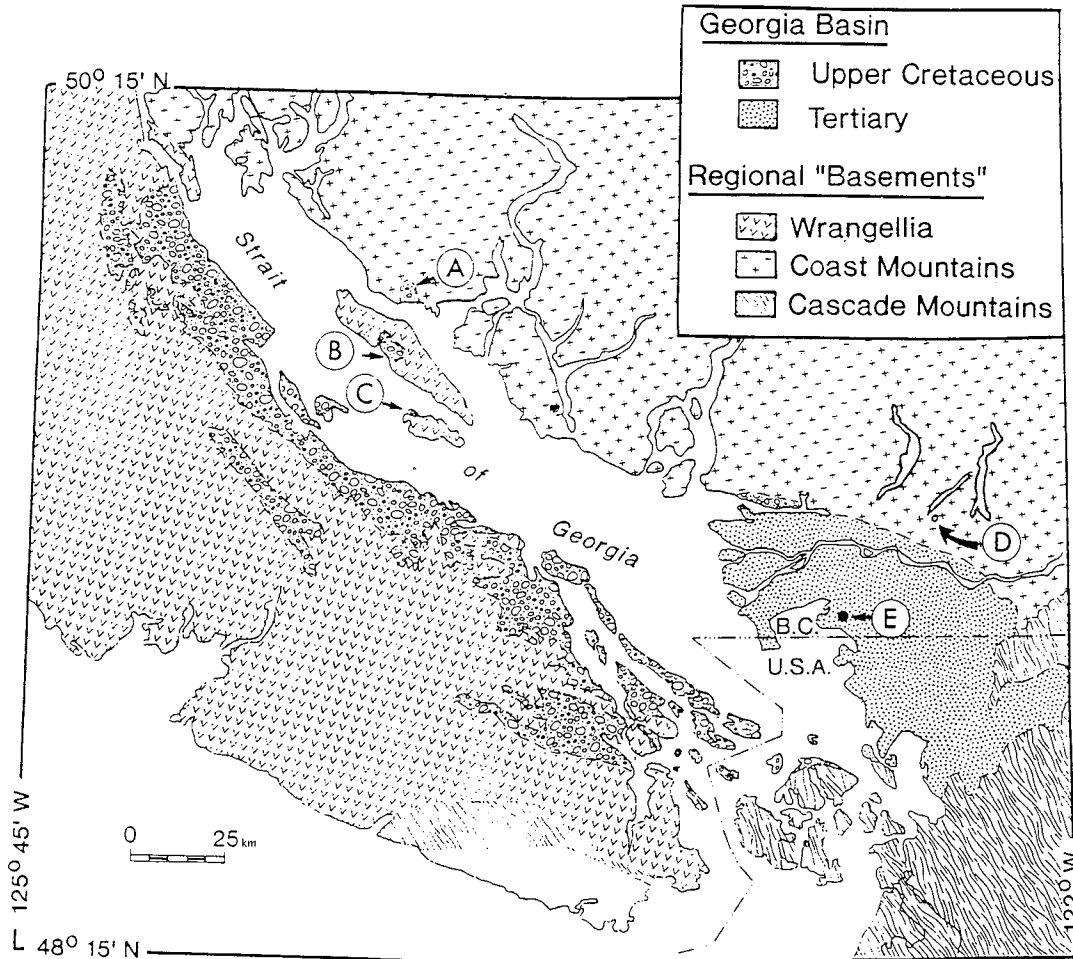 Georgia Basin
Upper Cretaceous
Tertiary
Regional "Basements"
Wrangellia
Coast Mountains
Cascade Mountains
50° 15' N
Strait
of
Georgia
A
B
C
D
E
B.C.
U.S.A.
0 25 km
125° 45' W
L 48° 15' N
122° W